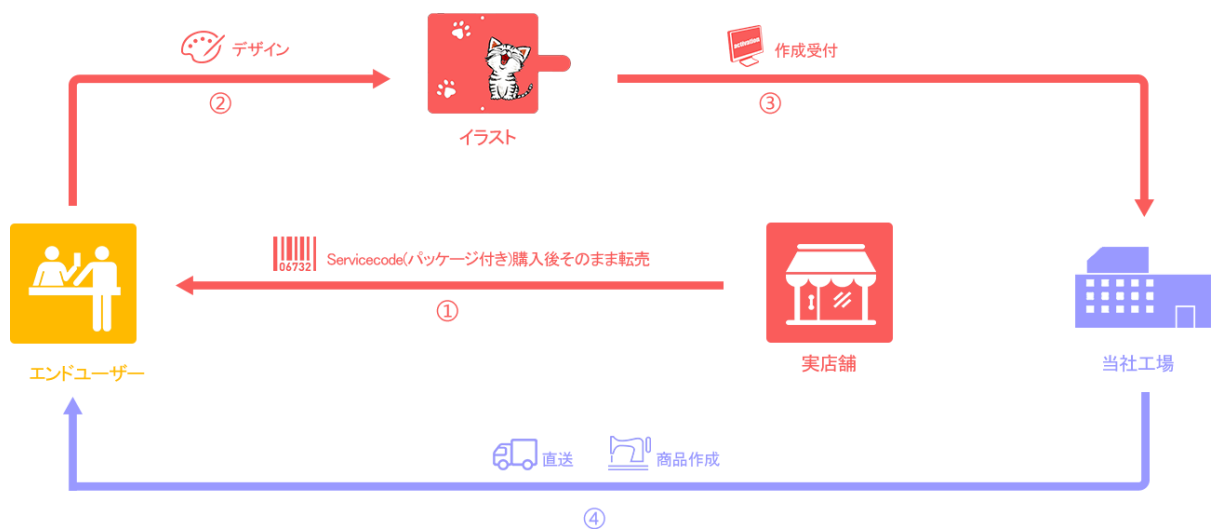 デザイン
②
イラスト
activation
作成受付
③
06732
Servicecode(パッケージ付き)購入後そのまま転売
①
エンドユーザー
実店舗
当社工場
直送
商品作成
④